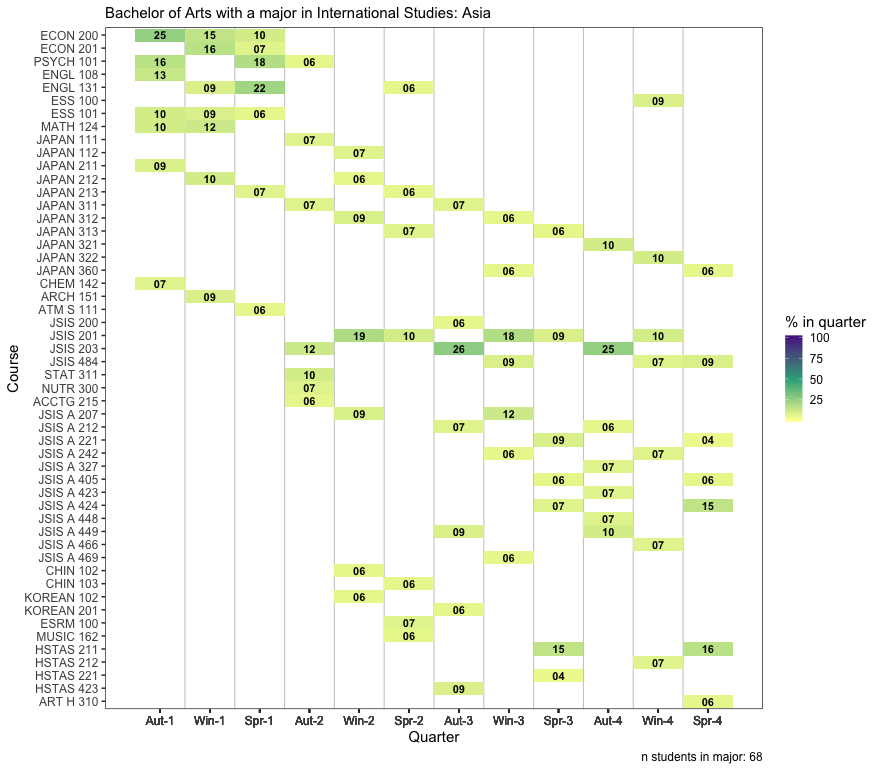 Bachelor of Arts with a major in International Studies: Asia
ECON 200 25 15 10
ECON 201 16 07
PSYCH 101 16 18 06
ENGL 108 13
ENGL 131 09 22 06
ESS 100 09
ESS 101 10 09 06
MATH 124 10 12
JAPAN 111 07
JAPAN 112 07
JAPAN 211 09
JAPAN 212 10 06
JAPAN 213 07 06
JAPAN 311 07 07
JAPAN 312 09 06
JAPAN 313 07 06
JAPAN 321 10
JAPAN 322 10
JAPAN 360 06 06
CHEM 142 07
ARCH 151 09
ATM S 111 06
JSIS 200 06
JSIS 201 19 10 18 09 10
JSIS 203 12 26 25
JSIS 484 09 07 09
STAT 311 10
NUTR 300 07
ACCTG 215 06
JSIS A 207 09 12
JSIS A 212 07 06
JSIS A 221 09 04
JSIS A 242 06 07
JSIS A 327 07
JSIS A 405 06 06
JSIS A 423 07
JSIS A 424 07 15
JSIS A 448 07
JSIS A 449 09 10
JSIS A 466 07
JSIS A 469 06
CHIN 102 06
CHIN 103 06
KOREAN 102 06
KOREAN 201 06
ESRM 100 07
MUSIC 162 06
HSTAS 211 15 16
HSTAS 212 07
HSTAS 221 04
HSTAS 423 09
ART H 310 06
Aut-1 Win-1 Spr-1 Aut-2 Win-2 Spr-2 Aut-3 Win-3 Spr-3 Aut-4 Win-4 Spr-4
Quarter
Course
% in quarter
100
75
50
25
n students in major: 68